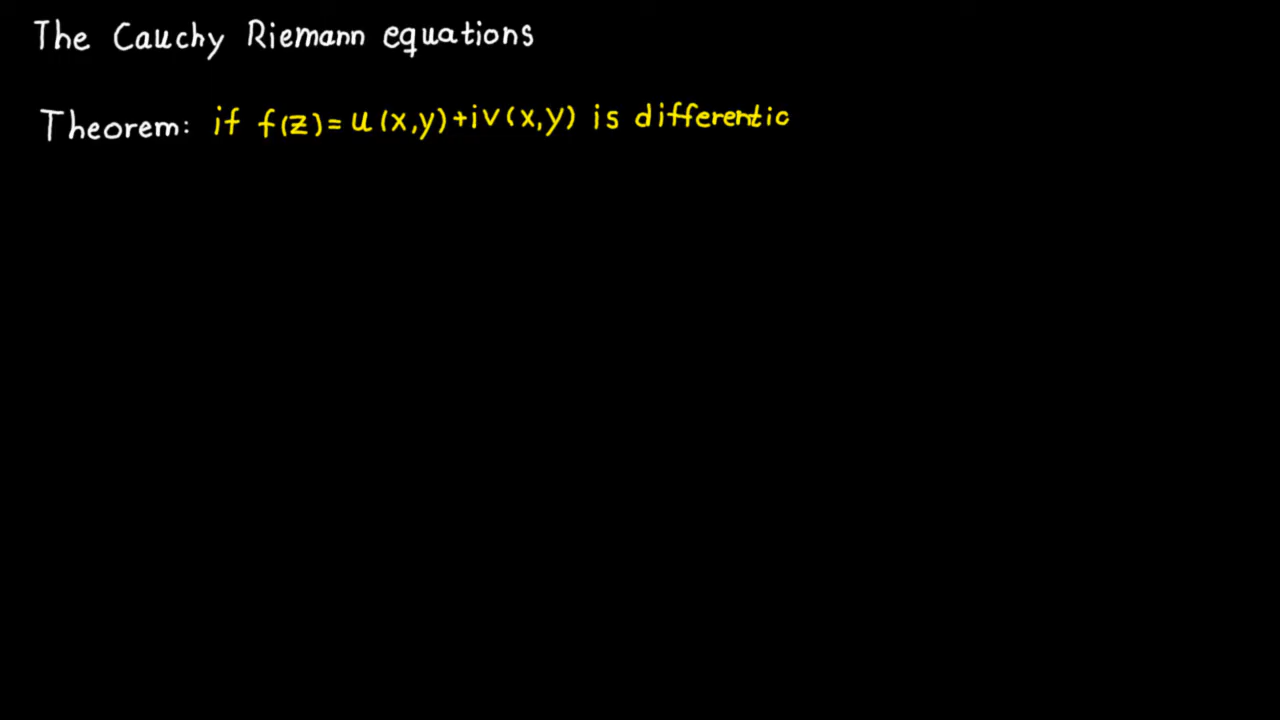 The Cauchy Riemann equations
Theorem: if f(z)=u(x,y)+iv(x,y) is differentic